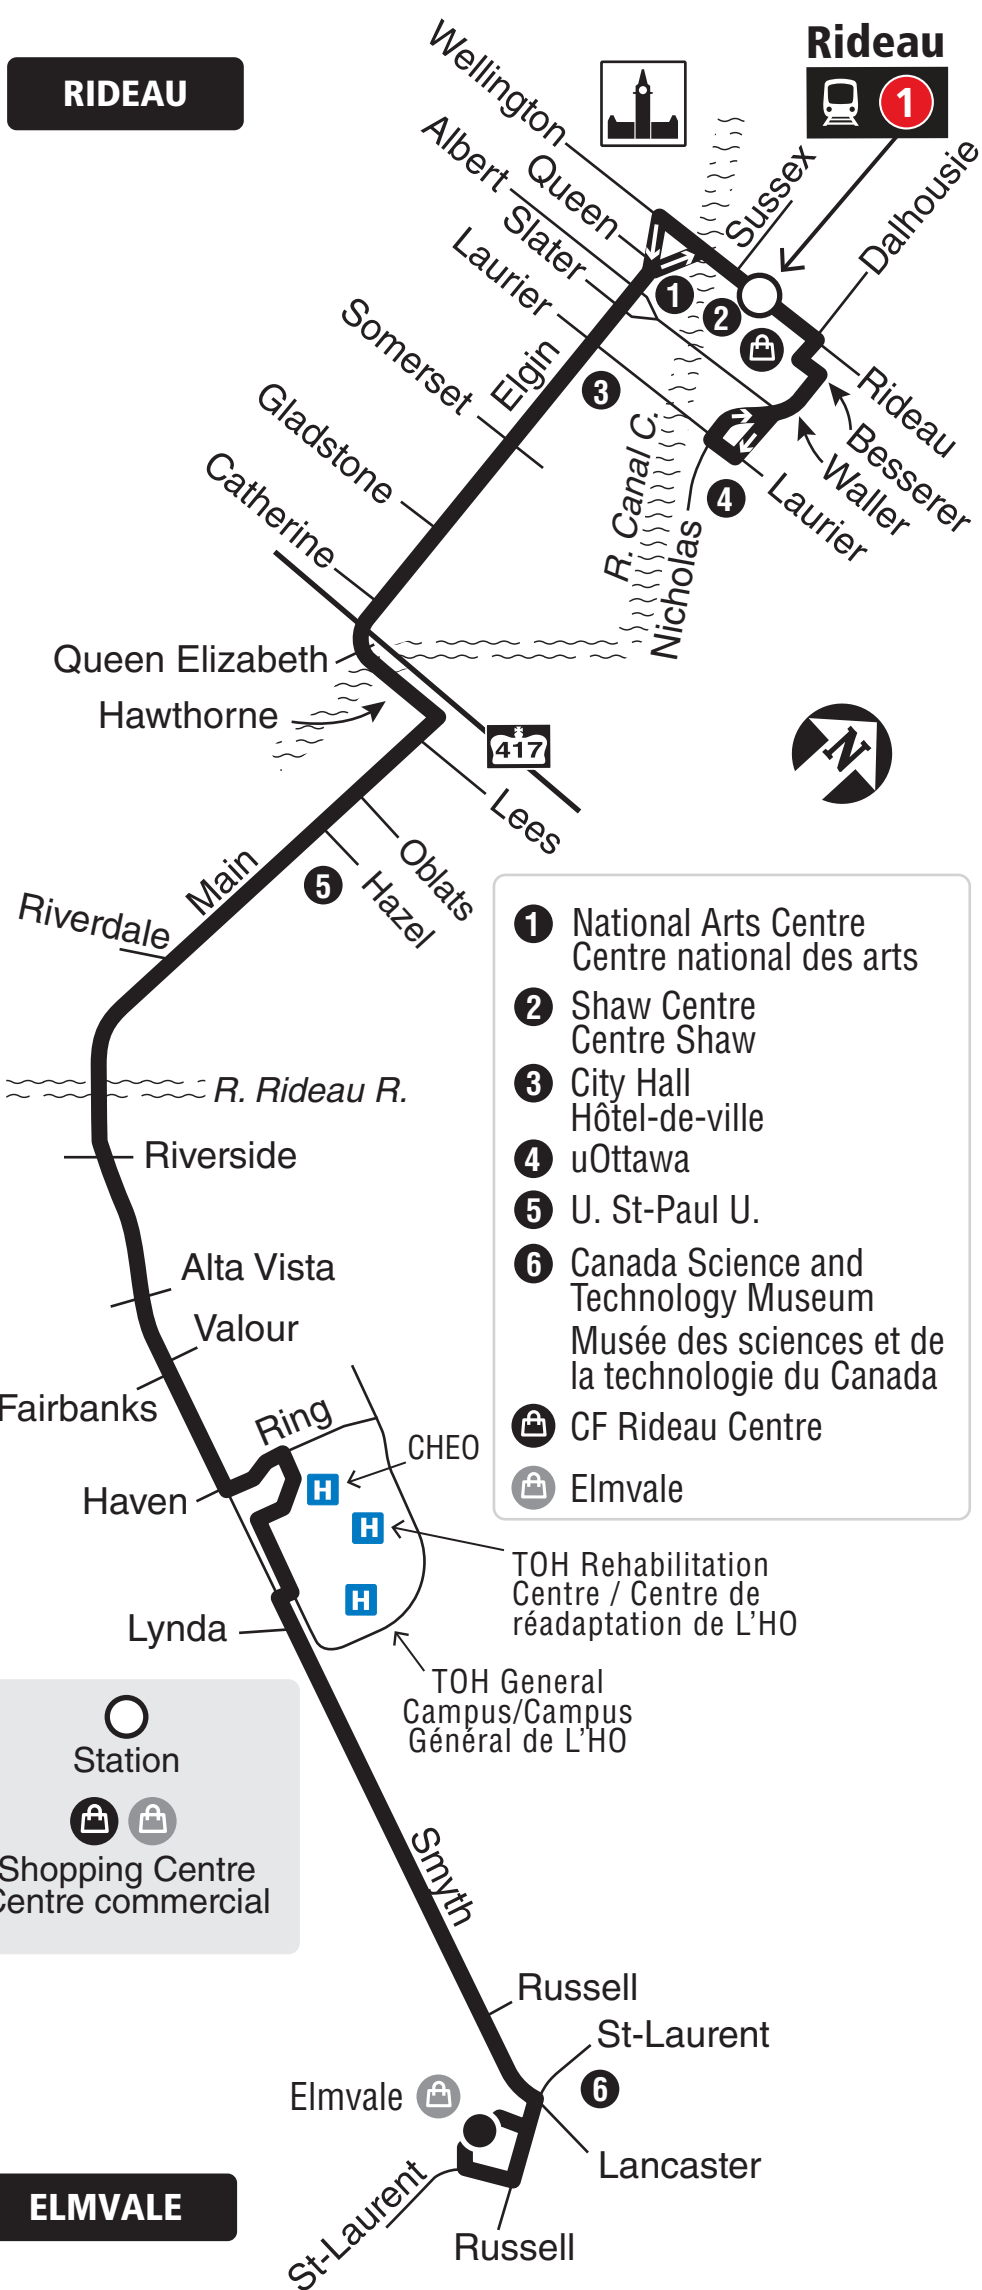 RIDEAU
Rideau
1
Wellington
Albert
Queen
Slater
Laurier
Sussex
Dalhousie
Somerset
Elgin
Gladstone
Catherine
1
2
3
4
Rideau
Besserer
Waller
Laurier
R. Canal C.
Nicholas
Queen Elizabeth
Hawthorne
417
N
Lees
Oblats
Hazel
5
Main
Riverdale
R. Rideau R.
Riverside
Alta Vista
Valour
Fairbanks
Ring
Haven
Lynda
CHEO
H
H
H
TOH Rehabilitation
Centre / Centre de
réadaptation de L'HO
TOH General
Campus/Campus
Général de L'HO
1 National Arts Centre
Centre national des arts
2 Shaw Centre
Centre Shaw
3 City Hall
Hôtel-de-ville
4 uOttawa
5 U. St-Paul U.
6 Canada Science and
Technology Museum
Musée des sciences et de
la technologie du Canada
CF Rideau Centre
Elmvale
Station
Shopping Centre
Centre commercial
Smyth
Russell
St-Laurent
6
Elmvale
Lancaster
St-Laurent
Russell
ELMVALE